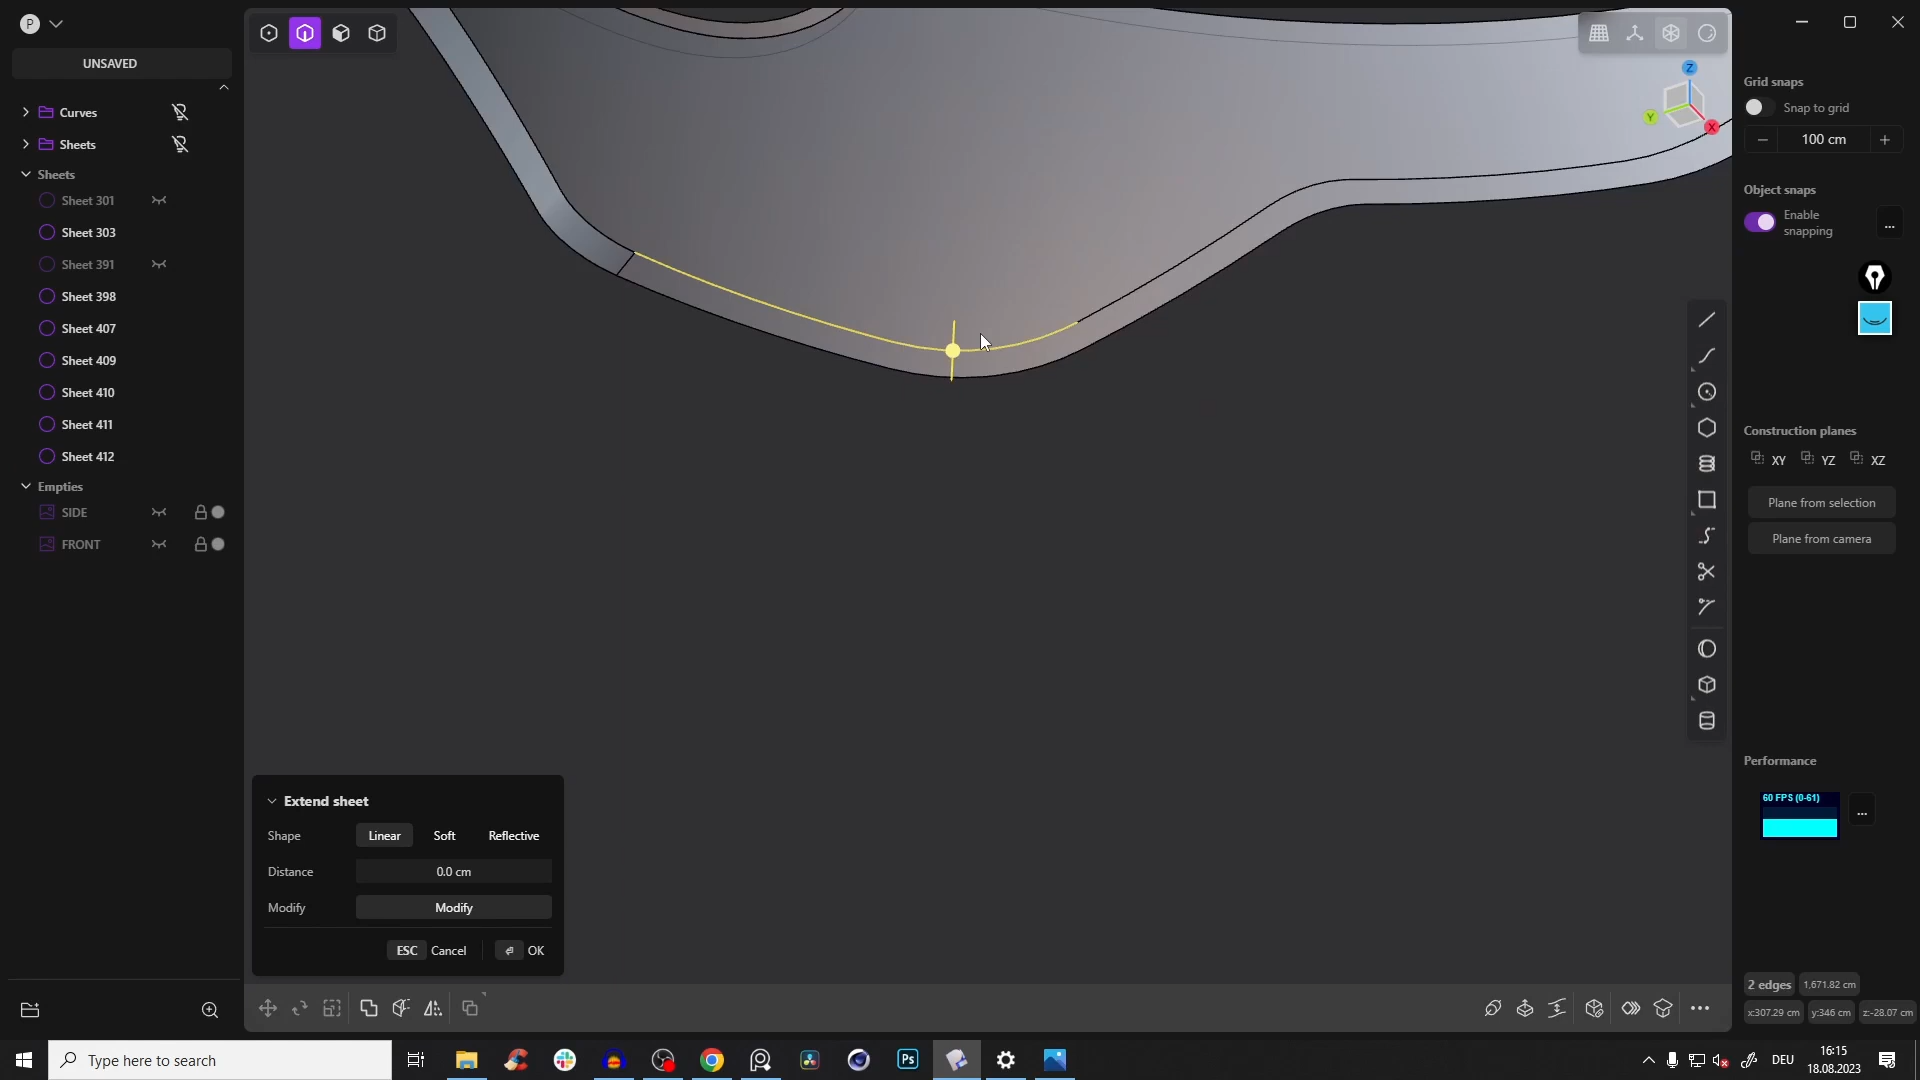 P
UNSAVED
Curves
Sheets
Sheets
Sheet 301
Sheet 303
Sheet 391
Sheet 398
Sheet 407
Sheet 409
Sheet 410
Sheet 411
Sheet 412
Empties
SIDE
FRONT
Z
Y
X
Grid snaps
Snap to grid
100 cm
Object snaps
Enable
snapping
...
Construction planes
XY YZ XZ
Plane from selection
Plane from camera
Performance
60 FPS (0-61)
...
Extend sheet
Shape Linear Soft Reflective
Distance 0.0 cm
Modify Modify
ESC Cancel OK
2 edges 1,671.82 cm
x:307.29 cm y:346 cm z:-28.07 cm
Type here to search
Ps
DEU
16:15
18.08.2023